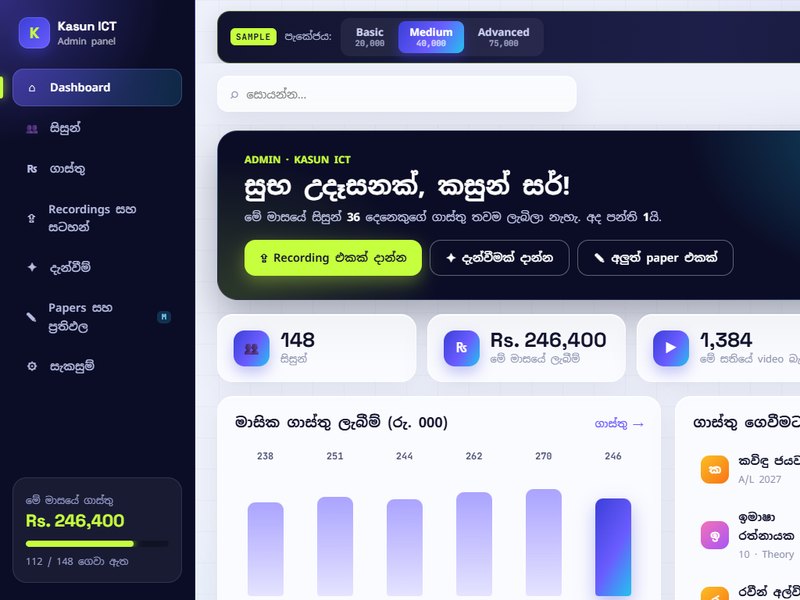 K
Kasun ICT
Admin panel
Dashboard
සිසුන්
Rs ගාස්තු
Recordings සහ
සටහන්
දැන්වීම්
Papers සහ
ප්‍රතිඵල
M
සැකසුම්
මේ මාසයේ ගාස්තු
Rs. 246,400
112 / 148 ගෙවා ඇත
SAMPLE
පැකේජය:
Basic
20,000
Medium
40,000
Advanced
75,000
සොයන්න...
ADMIN · KASUN ICT
සුභ උදෑසනක්, කසුන් සර්!
මේ මාසයේ සිසුන් 36 දෙනෙකුගේ ගාස්තු තවම ලැබිලා නැහැ. අද පන්ති 1යි.
Recording එකක් දාන්න
දැන්වීමක් දාන්න
අලුත් paper එකක්
148
සිසුන්
Rs Rs. 246,400
මේ මාසයේ ලැබීම්
1,384
මේ සතියේ video
මාසික ගාස්තු ලැබීම් (රු. 000)
ගාස්තු →
238 251 244 262 270 246
ගාස්තු ගෙවීමට
ක
කවිඳු
A/L 2027
ඉ
ඉමාෂා
රත්නායක
10 · Theory
රවීන්